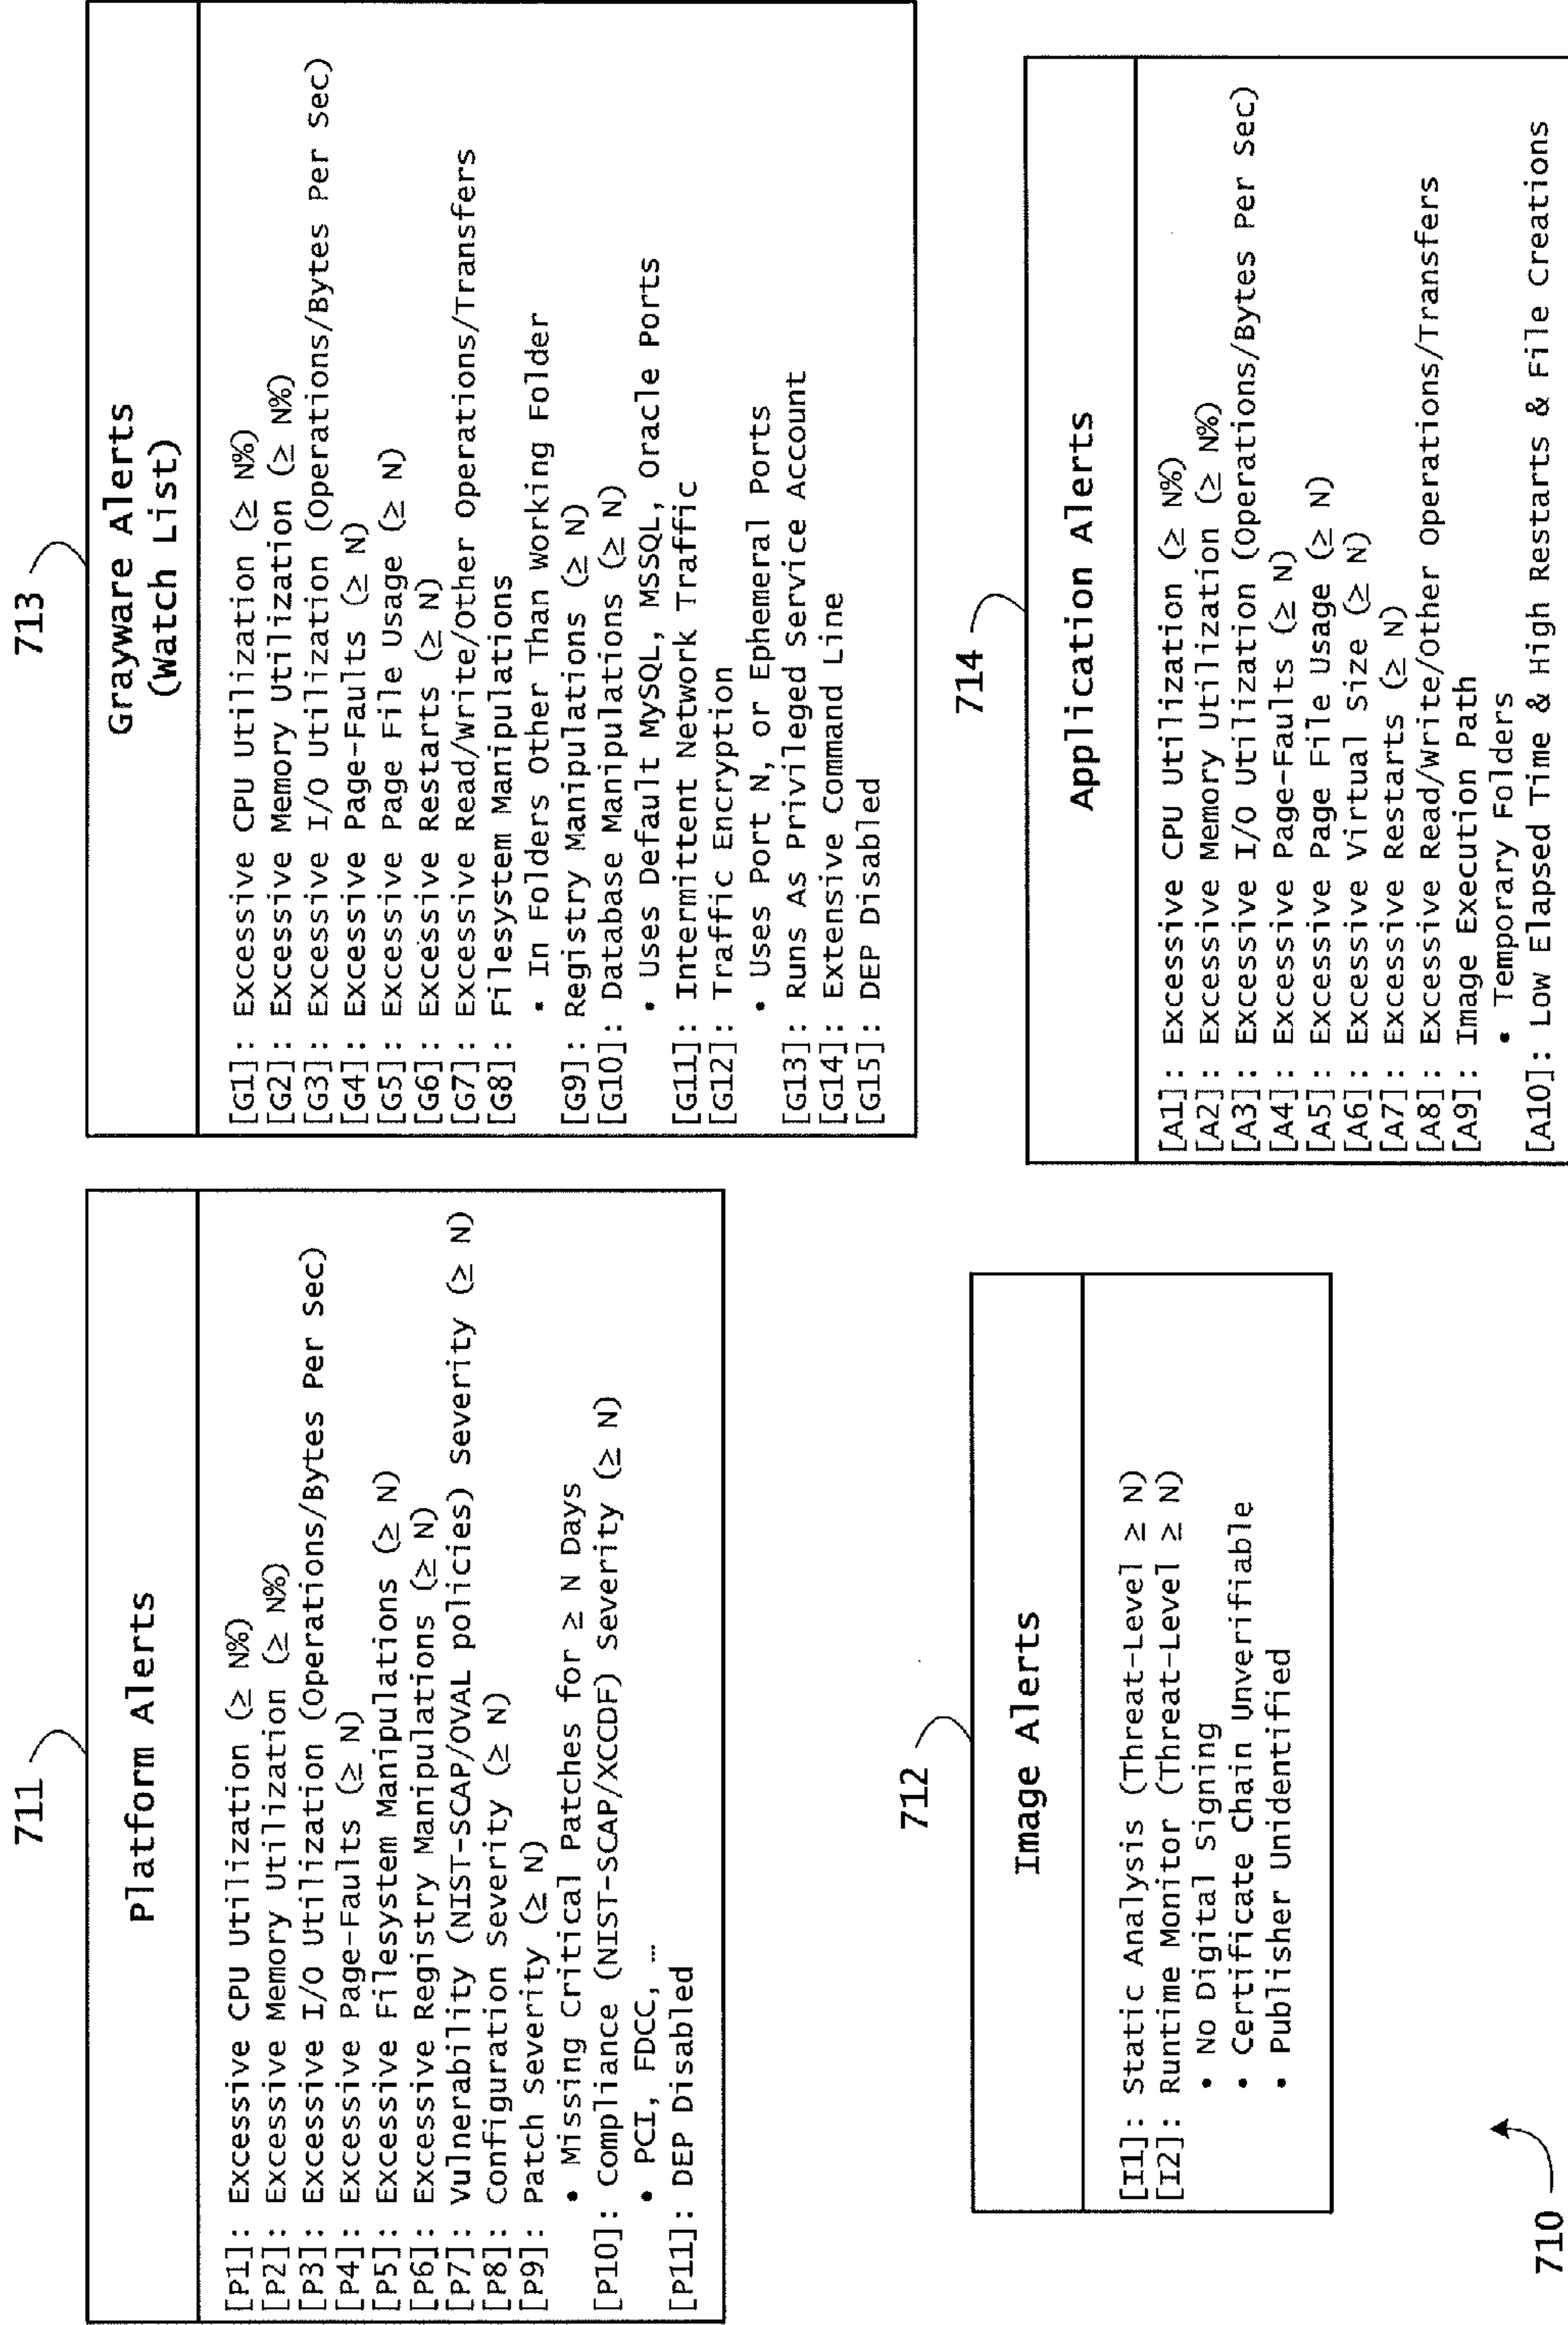 711
Platform Alerts
[P1]: Excessive CPU Utilization (≥ N%)
[P2]: Excessive Memory Utilization (≥ N%)
[P3]: Excessive I/O Utilization (Operations/Bytes Per Sec)
[P4]: Excessive Page-Faults (≥ N)
[P5]: Excessive Filesystem Manipulations (≥ N)
[P6]: Excessive Registry Manipulations (≥ N)
[P7]: Vulnerability (NIST-SCAP/OVAL policies) Severity (≥ N)
[P8]: Configuration Severity (≥ N)
[P9]: Patch Severity (≥ N)
• Missing Critical Patches for ≥ N Days
[P10]: Compliance (NIST-SCAP/XCCDF) Severity (≥ N)
• PCI, FDCC, …
[P11]: DEP Disabled
713
Grayware Alerts
(Watch List)
[G1]: Excessive CPU Utilization (≥ N%)
[G2]: Excessive Memory Utilization (≥ N%)
[G3]: Excessive I/O Utilization (Operations/Bytes Per Sec)
[G4]: Excessive Page-Faults (≥ N)
[G5]: Excessive Page File Usage (≥ N)
[G6]: Excessive Restarts (≥ N)
[G7]: Excessive Read/Write/Other Operations/Transfers
[G8]: Filesystem Manipulations
• In Folders Other Than Working Folder
[G9]: Registry Manipulations (≥ N)
[G10]: Database Manipulations (≥ N)
• Uses Default MySQL, MSSQL, Oracle Ports
[G11]: Intermittent Network Traffic
[G12]: Traffic Encryption
• Uses Port N, or Ephemeral Ports
[G13]: Runs As Privileged Service Account
[G14]: Extensive Command Line
[G15]: DEP Disabled
712
Image Alerts
[I1]: Static Analysis (Threat-Level ≥ N)
[I2]: Runtime Monitor (Threat-Level ≥ N)
• No Digital Signing
• Certificate Chain Unverifiable
• Publisher Unidentified
714
Application Alerts
[A1]: Excessive CPU Utilization (≥ N%)
[A2]: Excessive Memory Utilization (≥ N%)
[A3]: Excessive I/O Utilization (Operations/Bytes Per Sec)
[A4]: Excessive Page-Faults (≥ N)
[A5]: Excessive Page File Usage (≥ N)
[A6]: Excessive Virtual Size (≥ N)
[A7]: Excessive Restarts (≥ N)
[A8]: Excessive Read/Write/Other Operations/Transfers
[A9]: Image Execution Path
• Temporary Folders
[A10]: Low Elapsed Time & High Restarts & File Creations
710